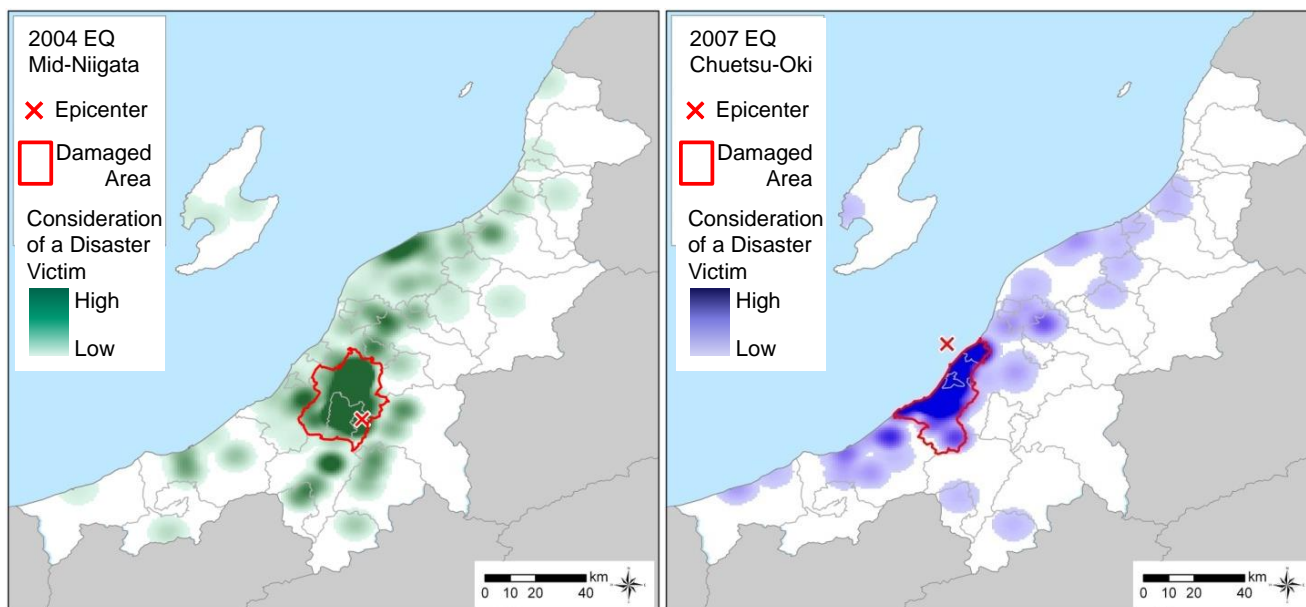 2004 EQ
Mid-Niigata
Epicenter
Damaged
Area
Consideration
of a Disaster
Victim
High
Low
km
0 10 20 40
2007 EQ
Chuetsu-Oki
Epicenter
Damaged
Area
Consideration
of a Disaster
Victim
High
Low
km
0 10 20 40